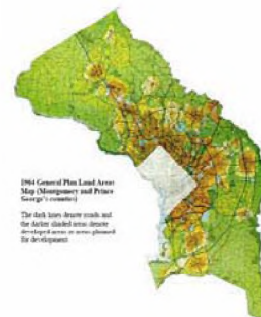 1964 General Plan Land Areas
Map (Montgomery and Prince
George's counties)
The dark lines denote roads and
the darker shaded areas denote
developed areas or areas planned
for development